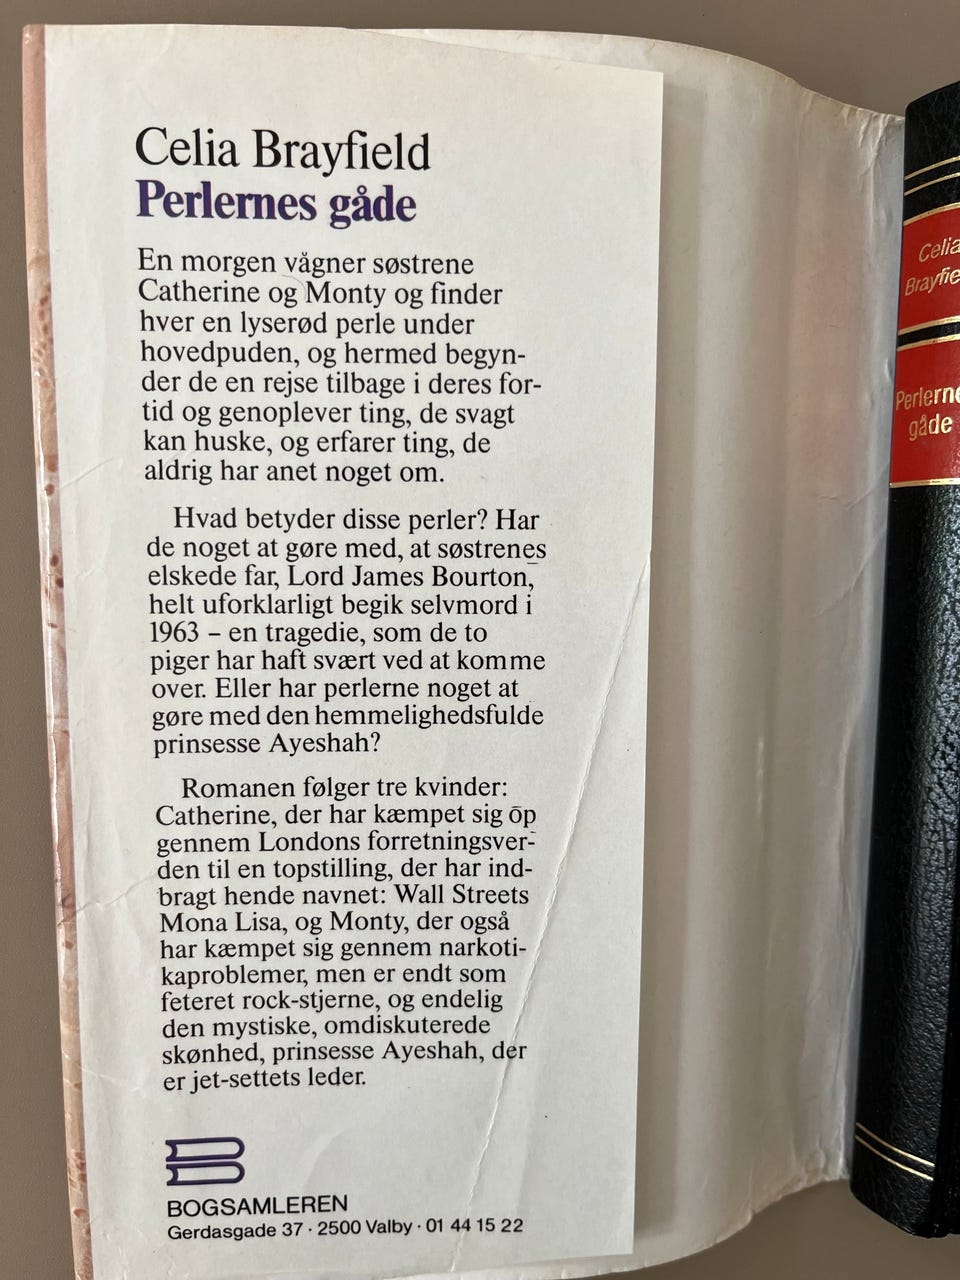 Celia Brayfield
Perlernes gåde
En morgen vågner søstrene
Catherine og Monty og finder
hver en lyserød perle under
hovedpuden, og hermed begyn-
der de en rejse tilbage i deres for-
tid og genoplever ting, de svagt
kan huske, og erfarer ting, de
aldrig har anet noget om.
Hvad betyder disse perler? Har
de noget at gøre med, at søstrenes
elskede far, Lord James Bourton,
helt uforklarligt begik selvmord i
1963 – en tragedie, som de to
piger har haft svært ved at komme
over. Eller har perlerne noget at
gøre med den hemmelighedsfulde
prinsesse Ayeshah?
Romanen følger tre kvinder:
Catherine, der har kæmpet sig op
gennem Londons forretningsver-
den til en topstilling, der har ind-
bragt hende navnet: Wall Streets
Mona Lisa, og Monty, der også
har kæmpet sig gennem narkoti-
kaproblemer, men er endt som
feteret rock-stjerne, og endelig
den mystiske, omdiskuterede
skønhed, prinsesse Ayeshah, der
er jet-settets leder.
BOGSAMLEREN
Gerdasgade 37 · 2500 Valby · 01 44 15 22
Celia
Brayfie
Perlerne
gåde